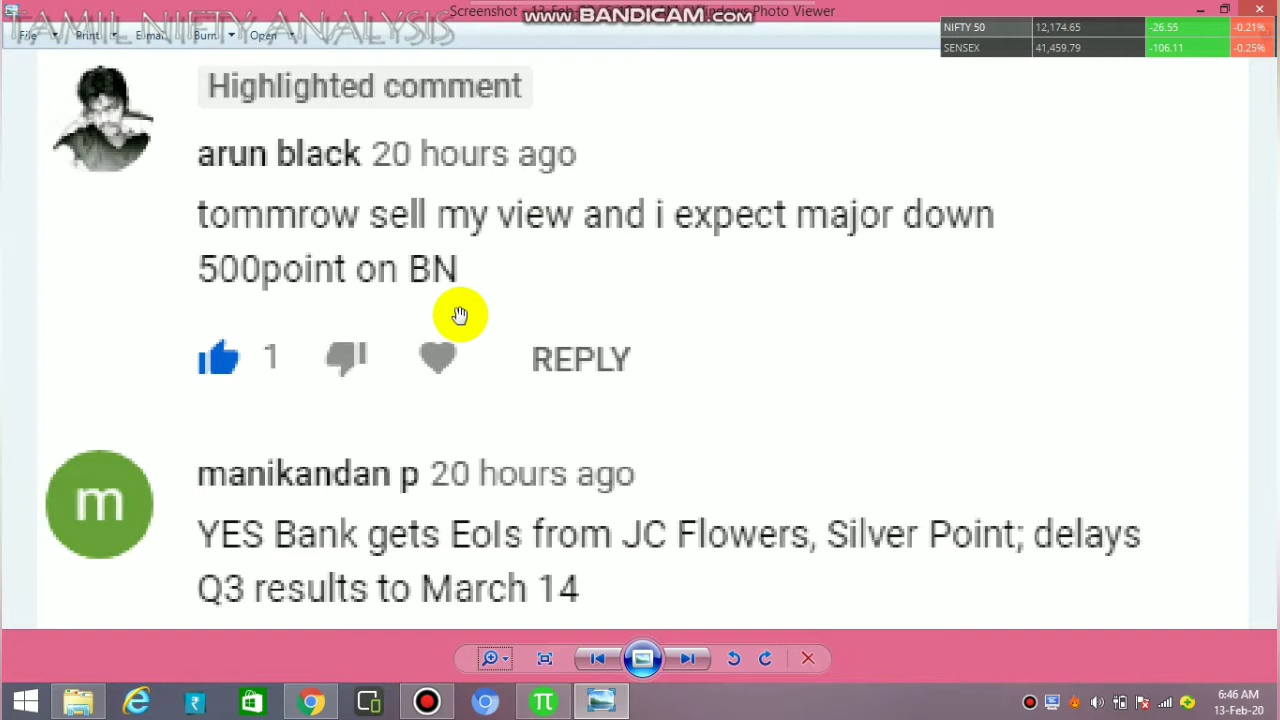 Screenshot - 13-Feb-
www.BANDICAM.com
Windows Photo Viewer
TAMIL NIFTY ANALYSIS
File Print E-mail Burn Open
NIFTY 50 12,174.65 -26.55 -0.21%
SENSEX 41,459.79 -106.11 -0.25%
Highlighted comment
arun black 20 hours ago
tommrow sell my view and i expect major down
500point on BN
1 REPLY
m
manikandan p 20 hours ago
YES Bank gets EoIs from JC Flowers, Silver Point; delays
Q3 results to March 14
6:46 AM
13-Feb-20